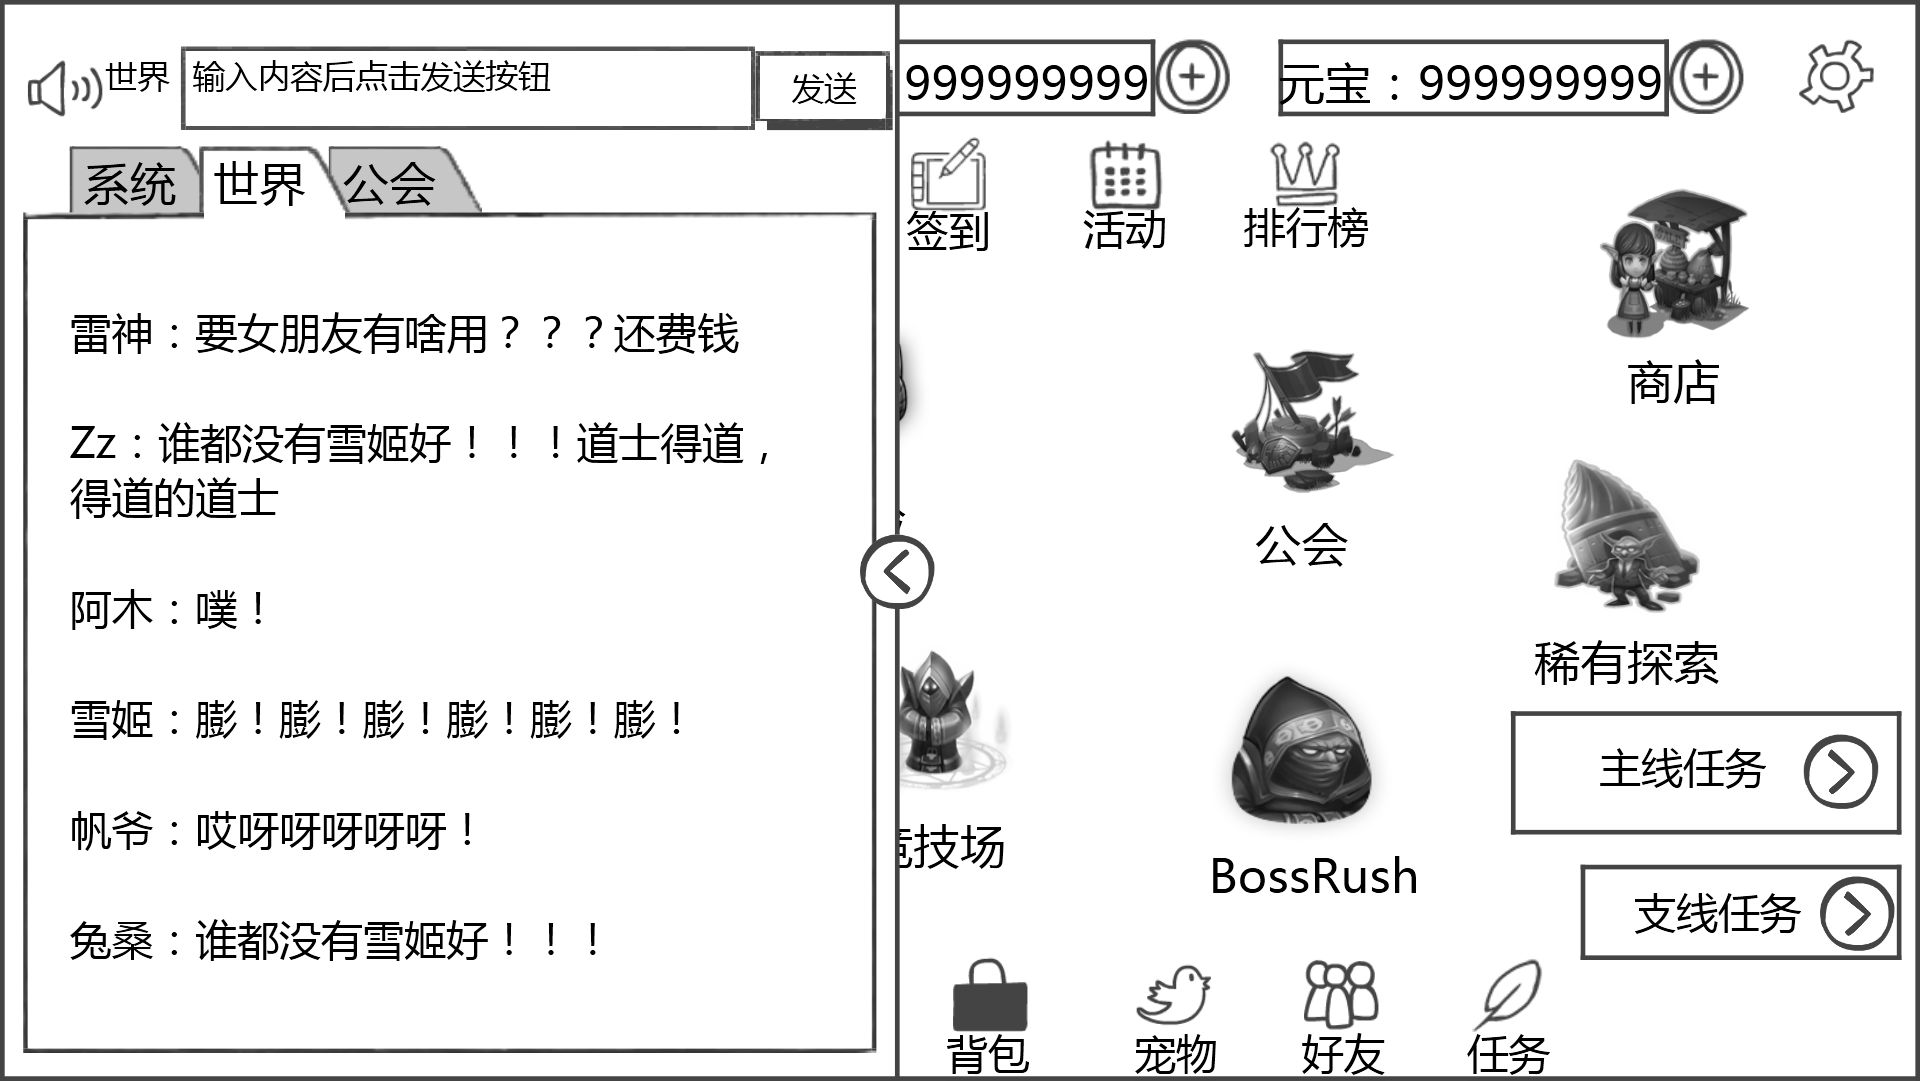 世界
输入内容后点击发送按钮
发送
999999999
元宝：999999999
系统
世界
公会
签到
活动
排行榜
雷神：要女朋友有啥用？？？还费钱
Zz：谁都没有雪姬好！！！道士得道，
得道的道士
阿木：噗！
雪姬：膨！膨！膨！膨！膨！膨！
帆爷：哎呀呀呀呀呀！
兔桑：谁都没有雪姬好！！！
商店
公会
稀有探索
技场
BossRush
主线任务
支线任务
背包
宠物
好友
任务